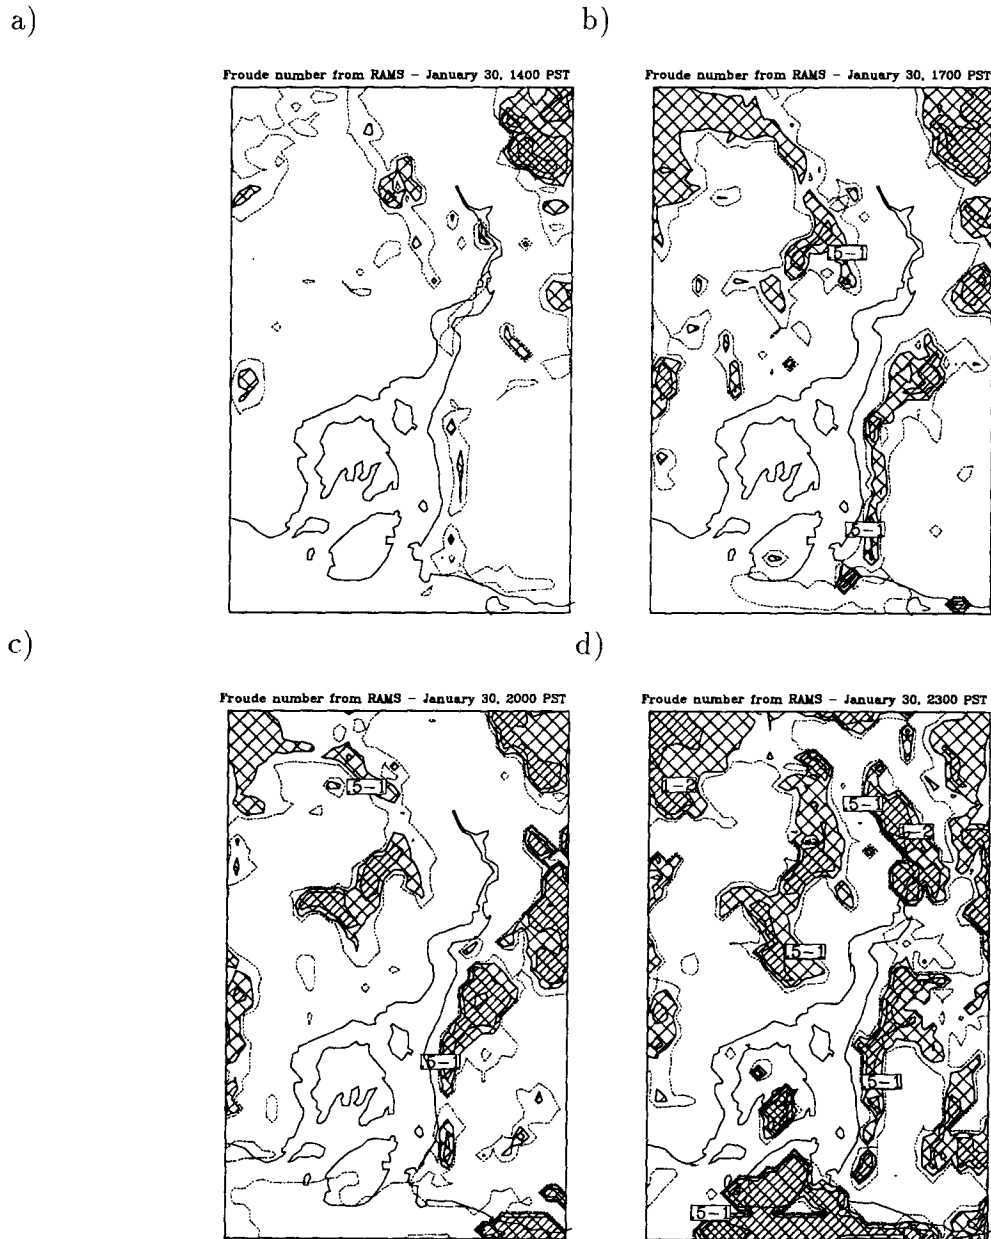 a)
b)
Froude number from RAMS - January 30, 1400 PST
Froude number from RAMS - January 30, 1700 PST
.5-1
.5-1
c)
d)
Froude number from RAMS - January 30, 2000 PST
Froude number from RAMS - January 30, 2300 PST
.5-1
.5-1
1-2
.5-1
1-2
.5-1
.5-1
.5-1